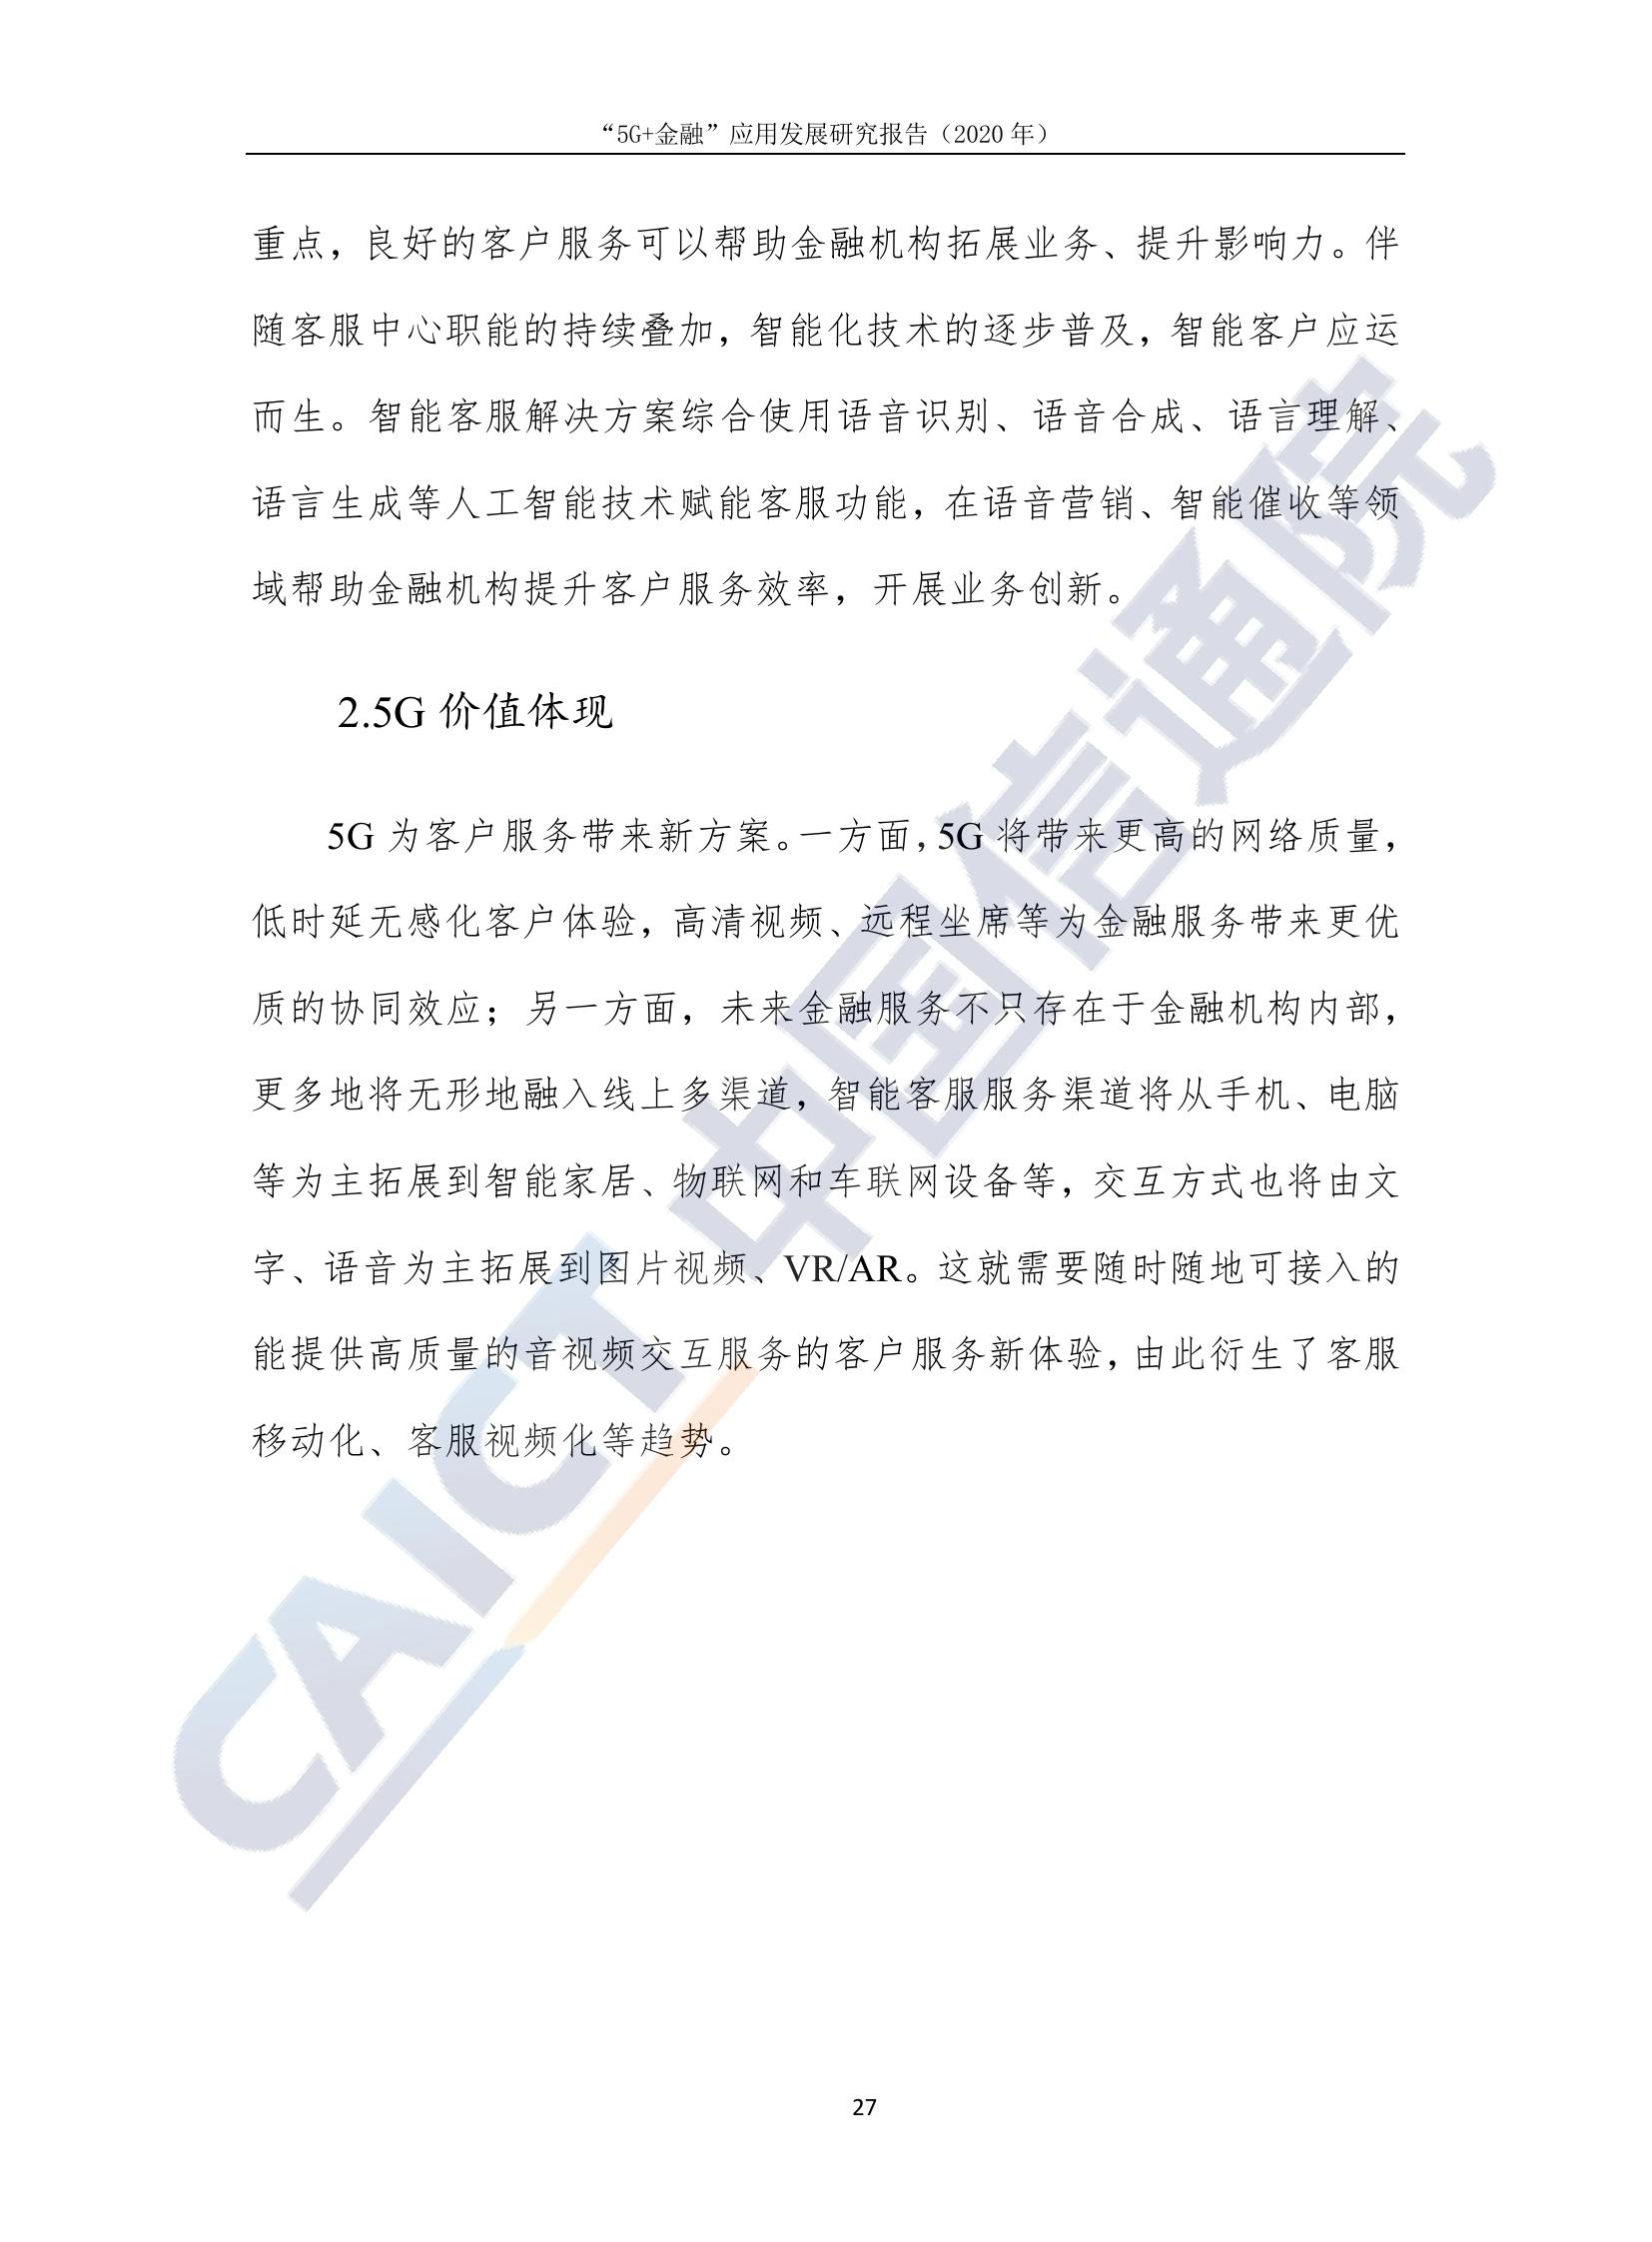 “5G+金融”应用发展研究报告（2020 年）
重点，良好的客户服务可以帮助金融机构拓展业务、提升影响力。伴
随客服中心职能的持续叠加，智能化技术的逐步普及，智能客户应运
而生。智能客服解决方案综合使用语音识别、语音合成、语言理解、
语言生成等人工智能技术赋能客服功能，在语音营销、智能催收等领
域帮助金融机构提升客户服务效率，开展业务创新。
2.5G 价值体现
5G 为客户服务带来新方案。一方面，5G 将带来更高的网络质量，
低时延无感化客户体验，高清视频、远程坐席等为金融服务带来更优
质的协同效应；另一方面，未来金融服务不只存在于金融机构内部，
更多地将无形地融入线上多渠道，智能客服服务渠道将从手机、电脑
等为主拓展到智能家居、物联网和车联网设备等，交互方式也将由文
字、语音为主拓展到图片视频、VR/AR。这就需要随时随地可接入的
能提供高质量的音视频交互服务的客户服务新体验，由此衍生了客服
移动化、客服视频化等趋势。
CAICT 中国信通院
27